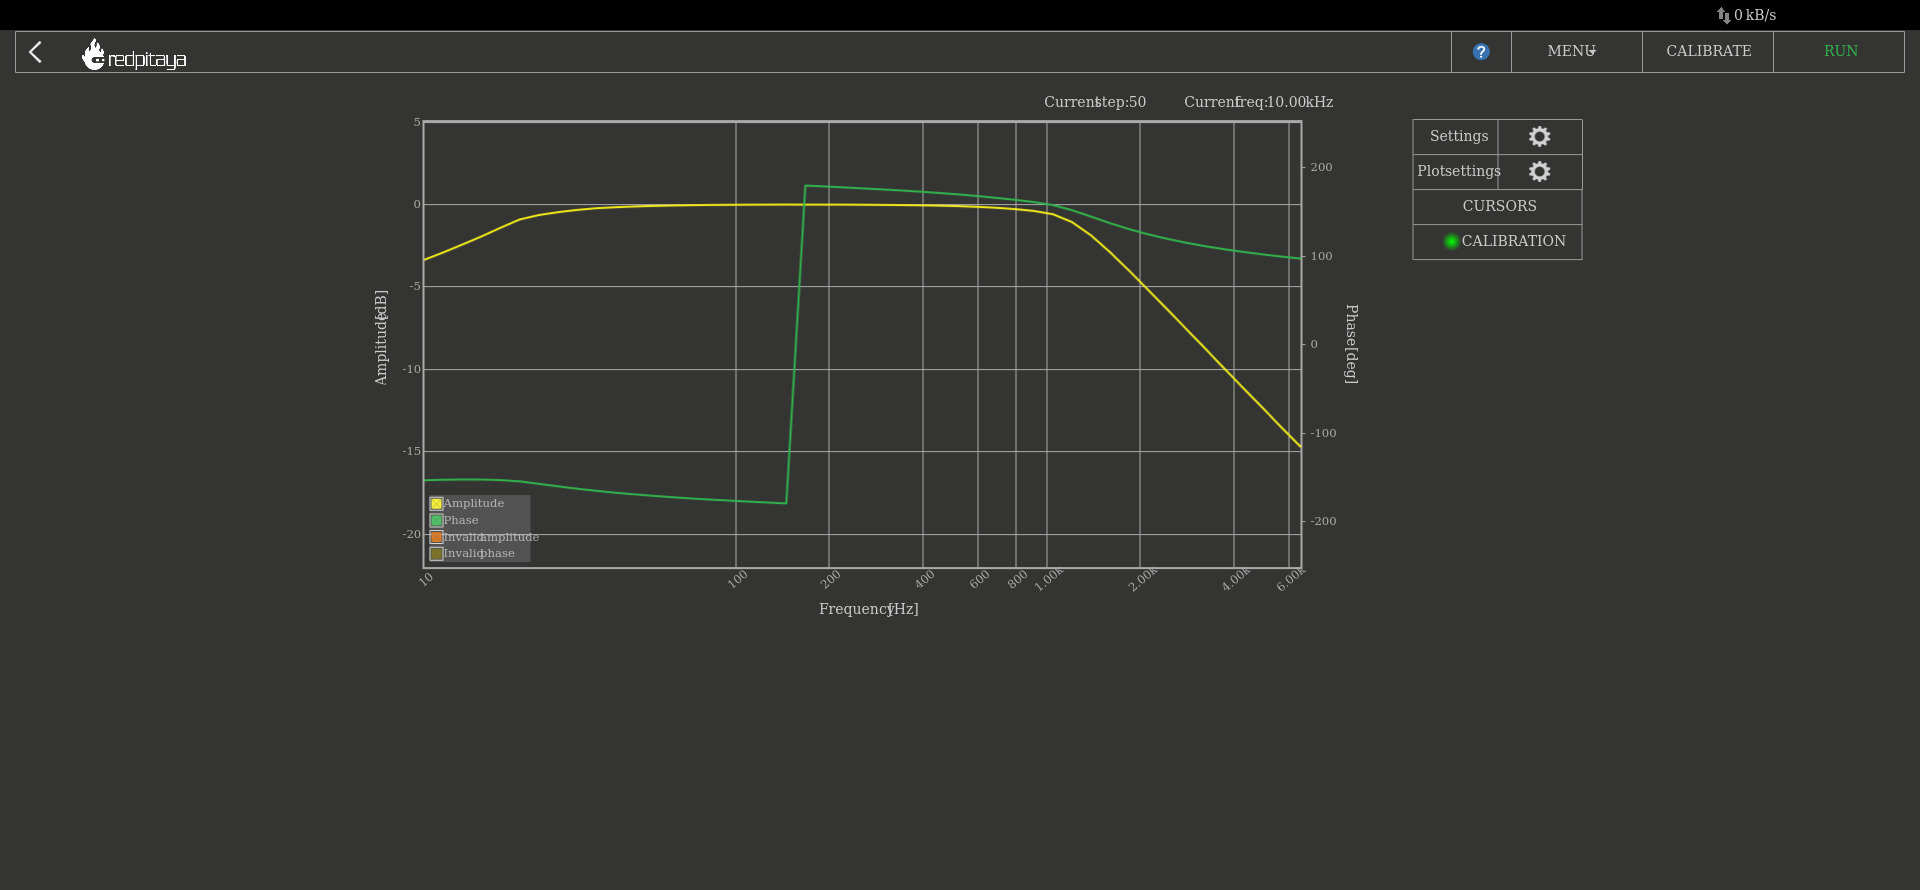 0 kB/s
redpitaya
?
MENU
CALIBRATE
RUN
Current step:50 Current freq:10.00kHz
Settings
Plot settings
CURSORS
CALIBRATION
5
0
-5
-10
-15
-20
Amplitude [dB]
200
100
0
-100
-200
Phase [deg]
Amplitude
Phase
Invalid amplitude
Invalid phase
10 100 200 400 600 800 1.00k 2.00k 4.00k 6.00k
Frequency [Hz]